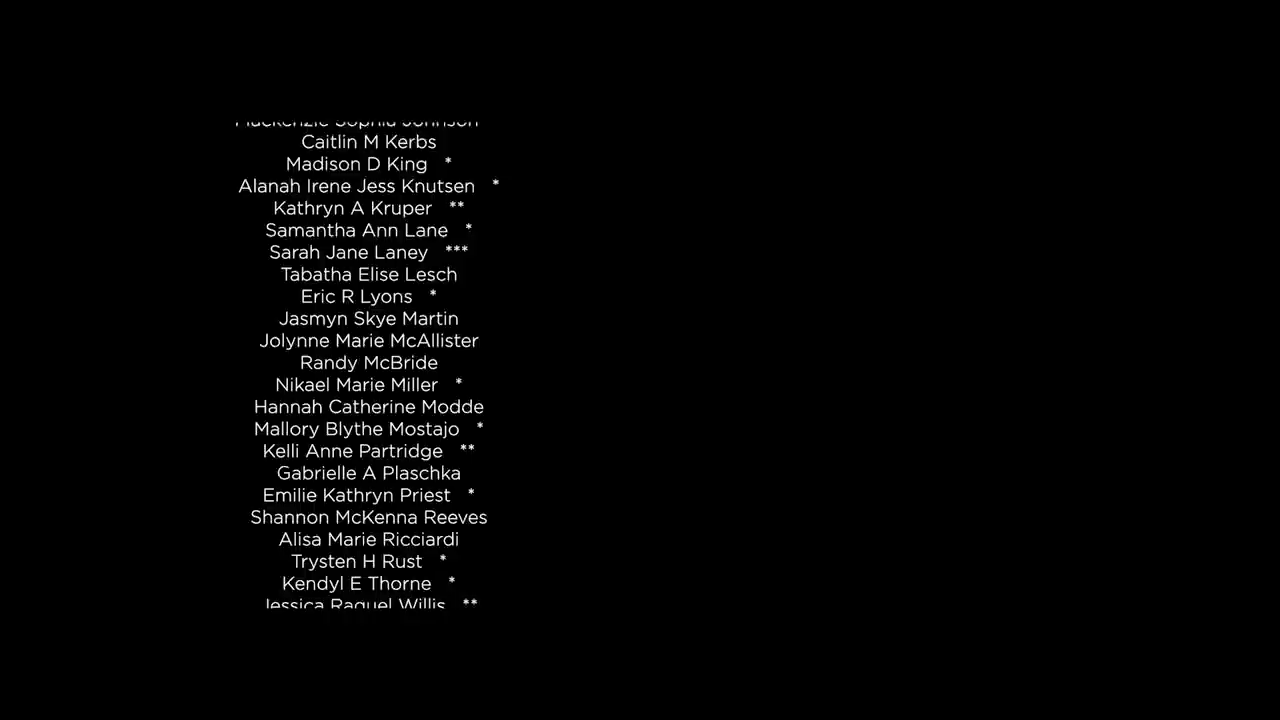 Mackenzie Sophia Johnson
Caitlin M Kerbs
Madison D King *
Alanah Irene Jess Knutsen *
Kathryn A Kruper **
Samantha Ann Lane *
Sarah Jane Laney ***
Tabatha Elise Lesch
Eric R Lyons *
Jasmyn Skye Martin
Jolynne Marie McAllister
Randy McBride
Nikael Marie Miller *
Hannah Catherine Modde
Mallory Blythe Mostajo *
Kelli Anne Partridge **
Gabrielle A Plaschka
Emilie Kathryn Priest *
Shannon McKenna Reeves
Alisa Marie Ricciardi
Trysten H Rust *
Kendyl E Thorne *
Jessica Raquel Willis **